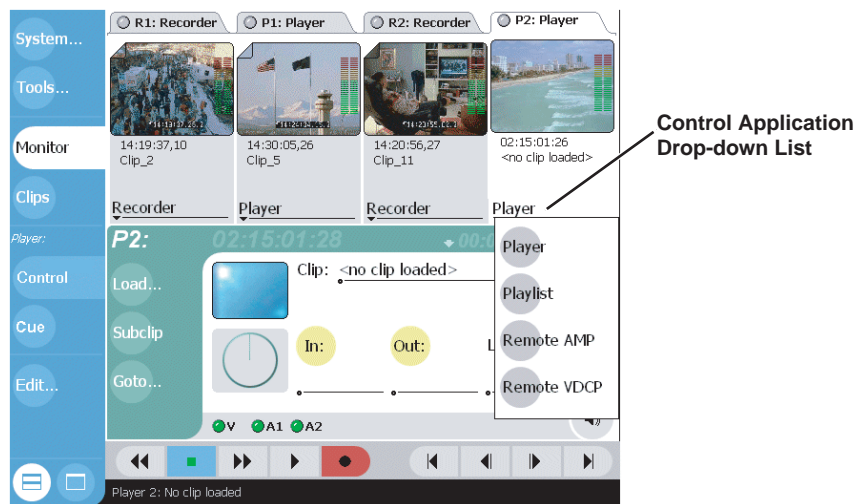 System...
Tools...
Monitor
Clips
Player:
Control
Cue
Edit...
R1: Recorder
P1: Player
R2: Recorder
P2: Player
14:19:37,10
Clip_2
14:30:05,26
Clip_5
14:20:56,27
Clip_11
02:15:01:26
<no clip loaded>
Recorder
Player
Recorder
Player
Control Application
Drop-down List
Player
Playlist
Remote AMP
Remote VDCP
P2:
02:15:01:28
Load...
Subclip
Goto...
Clip: <no clip loaded>
In:
Out:
V A1 A2
Player 2: No clip loaded